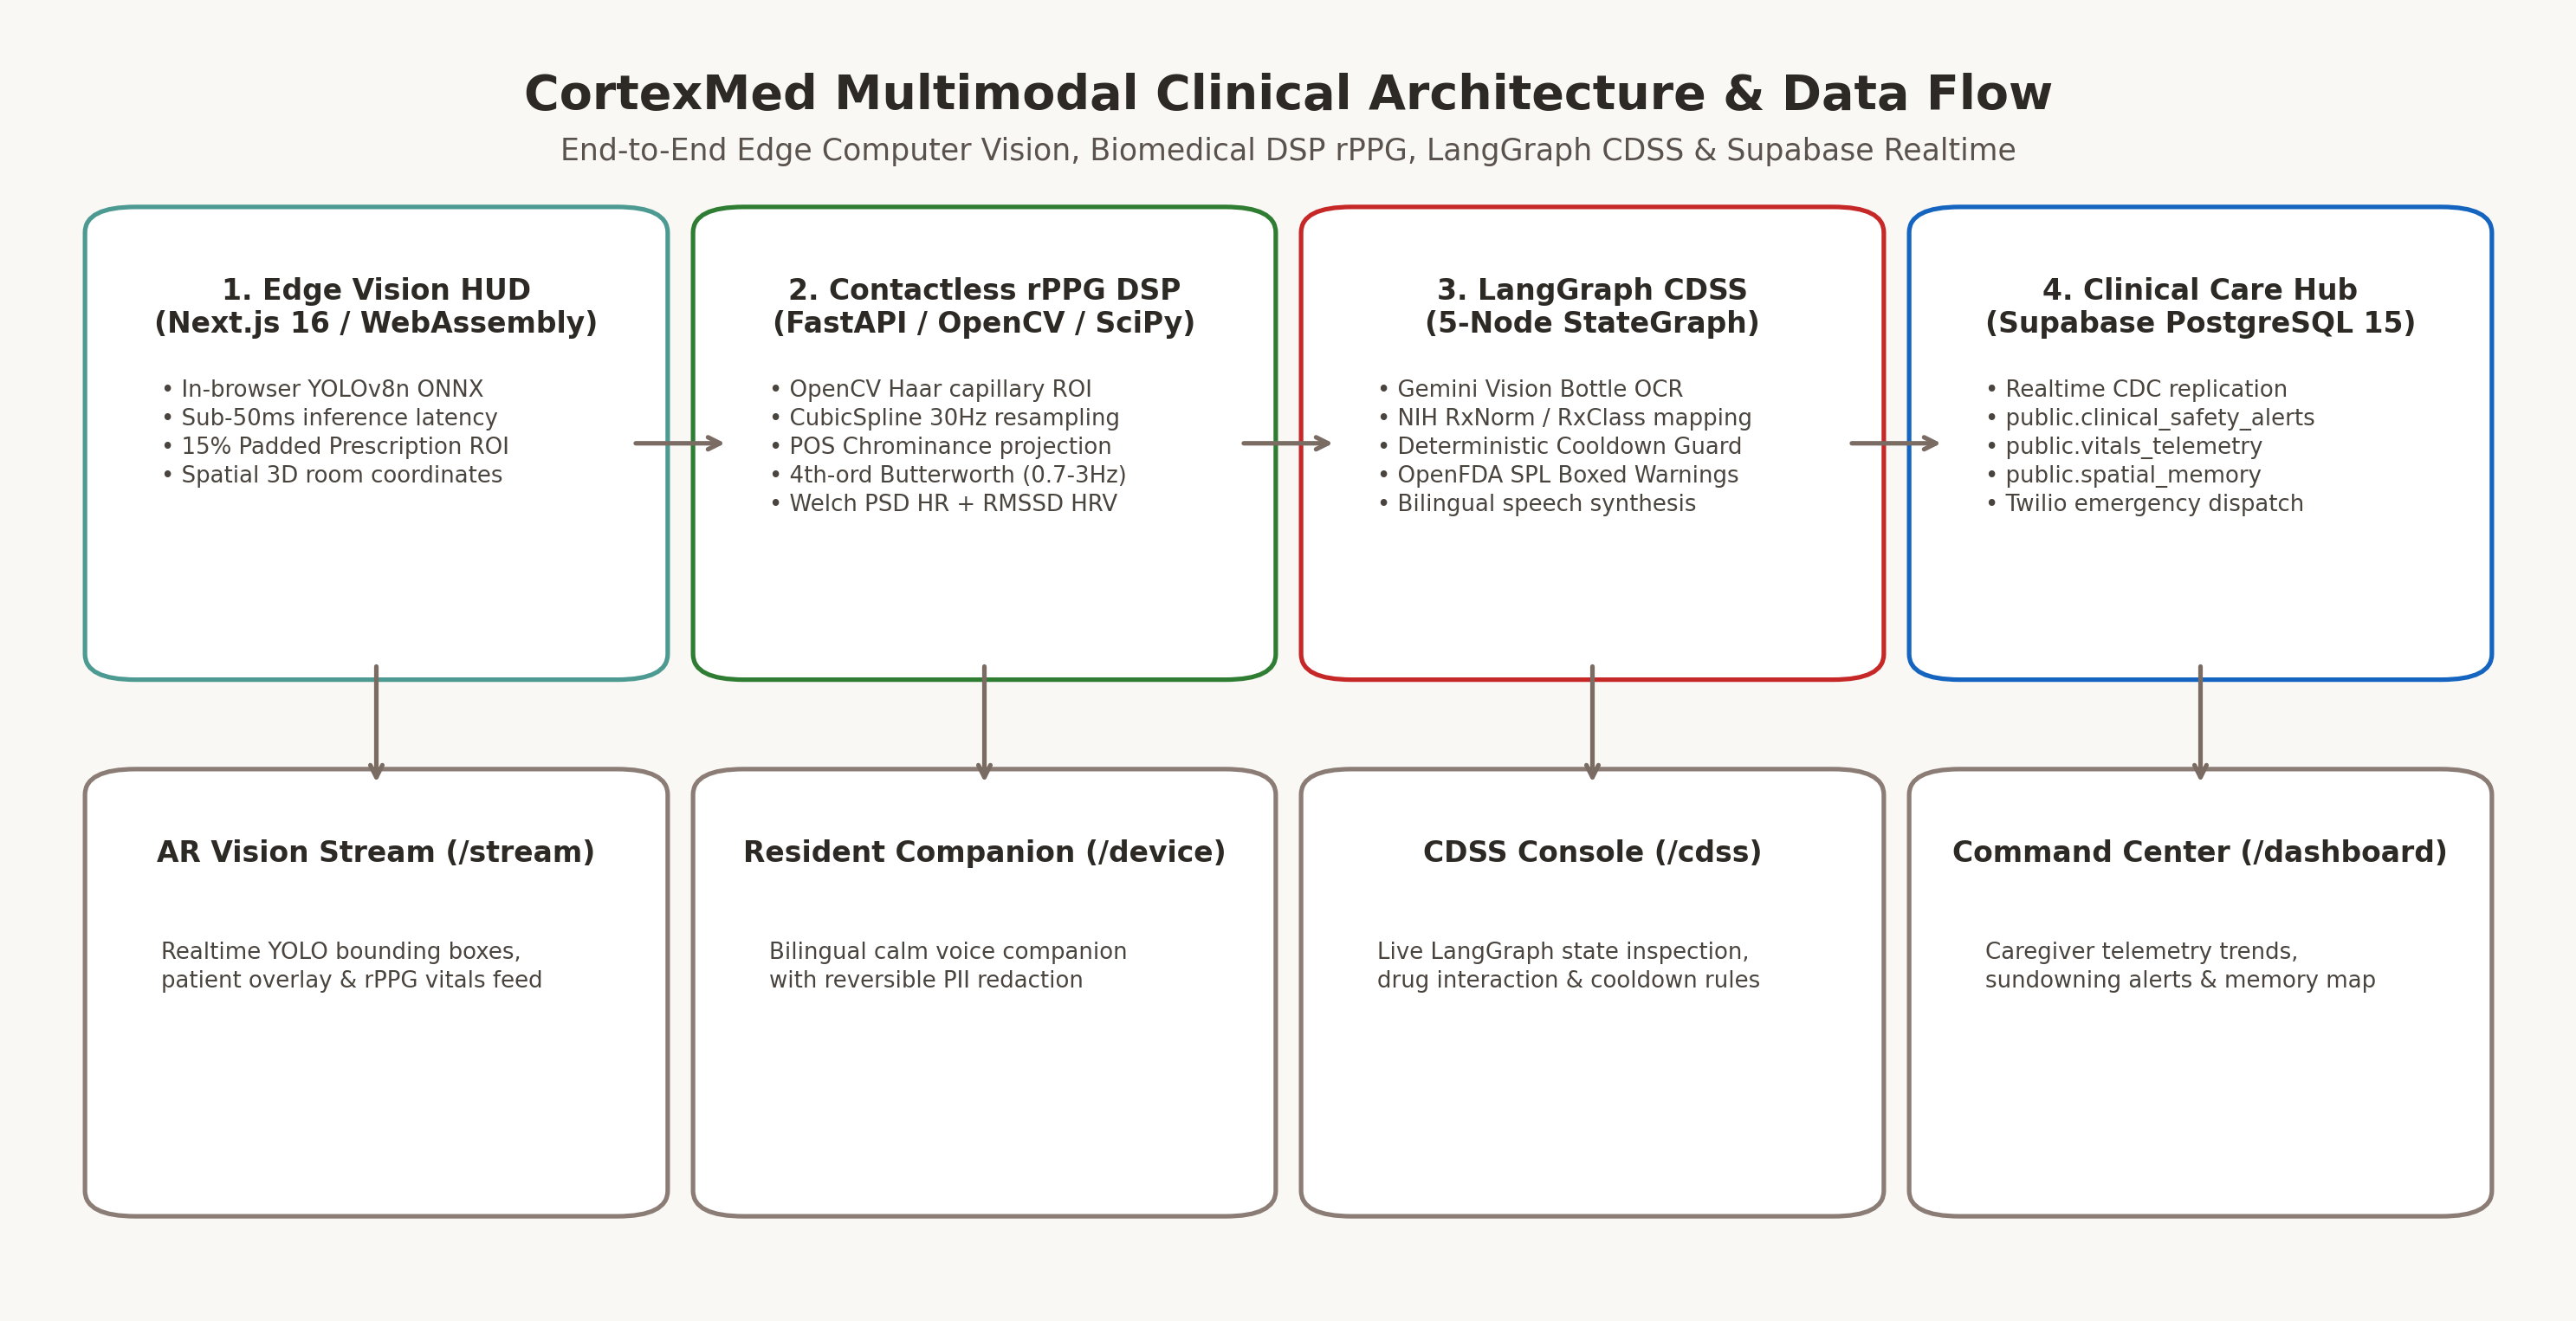 CortexMed Multimodal Clinical Architecture & Data Flow
End-to-End Edge Computer Vision, Biomedical DSP rPPG, LangGraph CDSS & Supabase Realtime
1. Edge Vision HUD
(Next.js 16 / WebAssembly)
• In-browser YOLOv8n ONNX
• Sub-50ms inference latency
• 15% Padded Prescription ROI
• Spatial 3D room coordinates
2. Contactless rPPG DSP
(FastAPI / OpenCV / SciPy)
• OpenCV Haar capillary ROI
• CubicSpline 30Hz resampling
• POS Chrominance projection
• 4th-ord Butterworth (0.7-3Hz)
• Welch PSD HR + RMSSD HRV
3. LangGraph CDSS
(5-Node StateGraph)
• Gemini Vision Bottle OCR
• NIH RxNorm / RxClass mapping
• Deterministic Cooldown Guard
• OpenFDA SPL Boxed Warnings
• Bilingual speech synthesis
4. Clinical Care Hub
(Supabase PostgreSQL 15)
• Realtime CDC replication
• public.clinical_safety_alerts
• public.vitals_telemetry
• public.spatial_memory
• Twilio emergency dispatch
AR Vision Stream (/stream)
Realtime YOLO bounding boxes,
patient overlay & rPPG vitals feed
Resident Companion (/device)
Bilingual calm voice companion
with reversible PII redaction
CDSS Console (/cdss)
Live LangGraph state inspection,
drug interaction & cooldown rules
Command Center (/dashboard)
Caregiver telemetry trends,
sundowning alerts & memory map